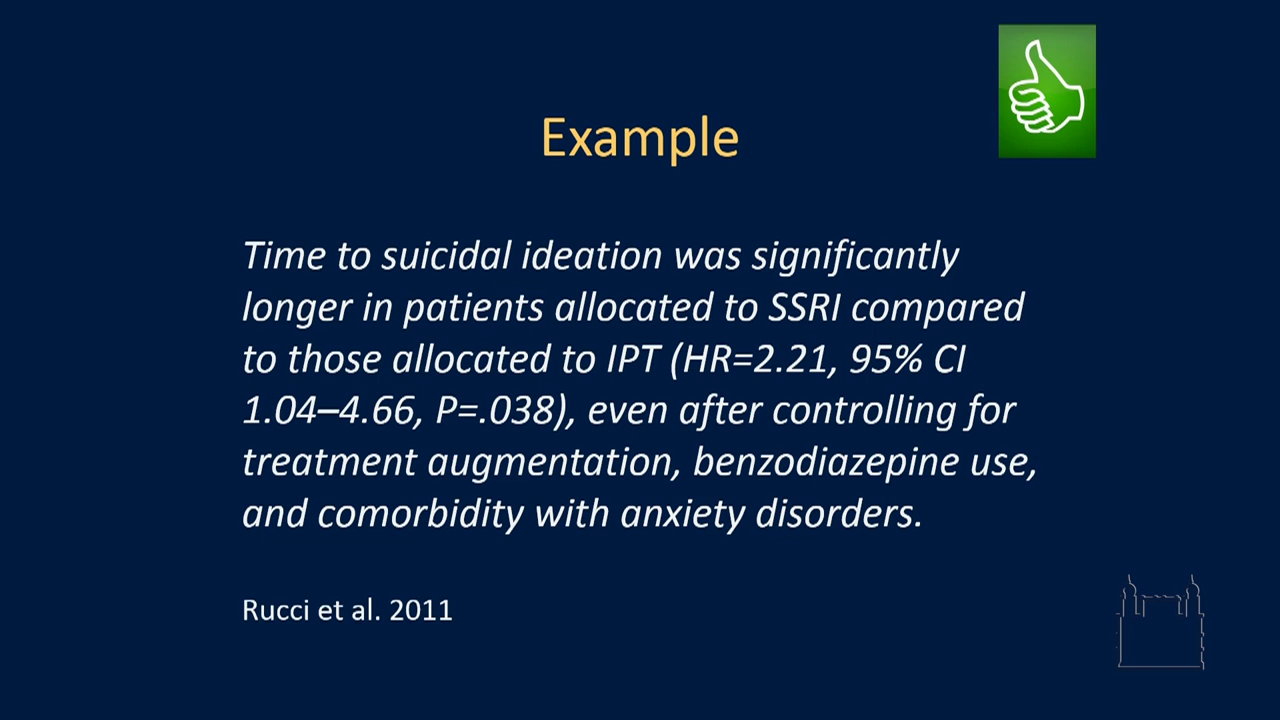 Example
Time to suicidal ideation was significantly
longer in patients allocated to SSRI compared
to those allocated to IPT (HR=2.21, 95% CI
1.04–4.66, P=.038), even after controlling for
treatment augmentation, benzodiazepine use,
and comorbidity with anxiety disorders.
Rucci et al. 2011